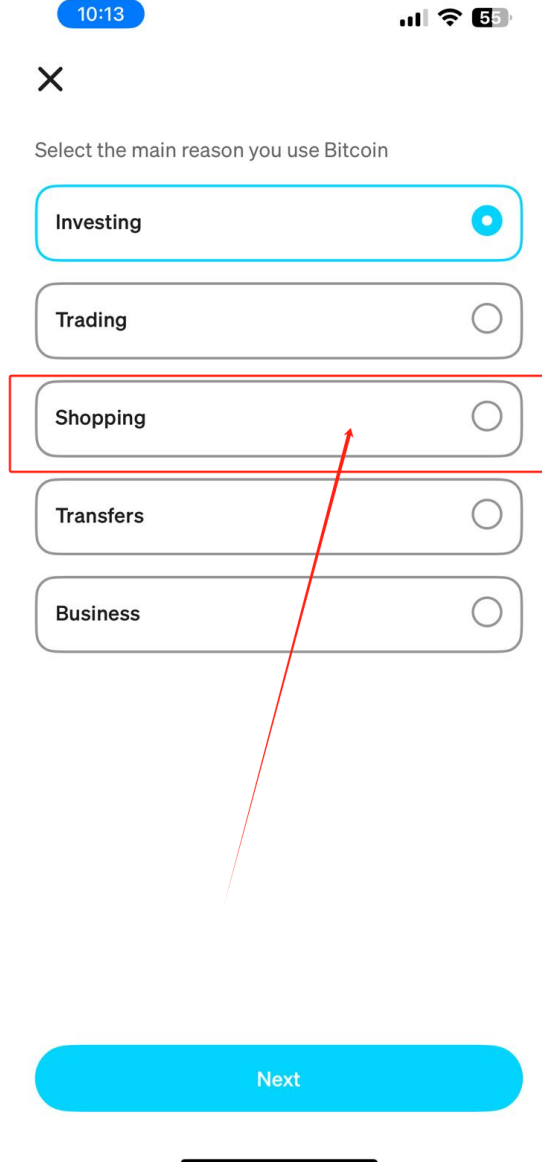 10:13
55
Select the main reason you use Bitcoin
Investing
Trading
Shopping
Transfers
Business
Next